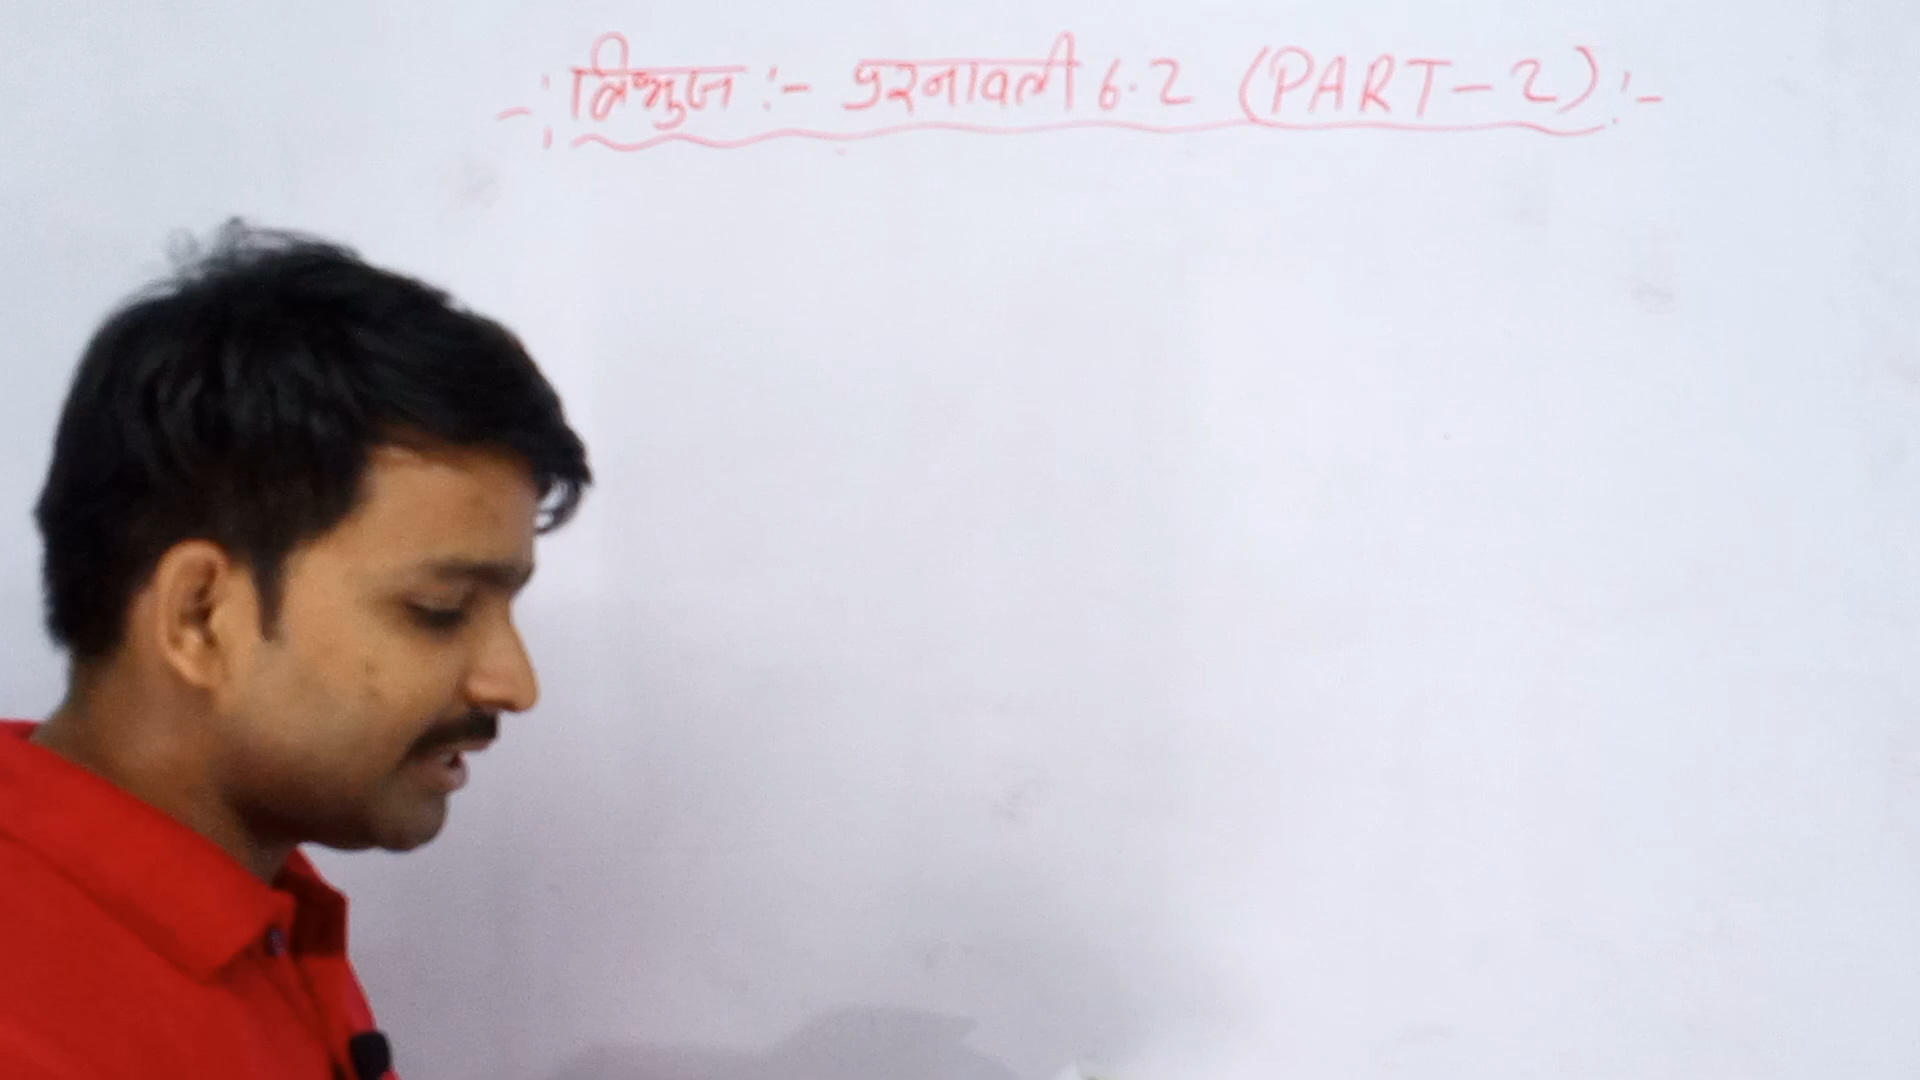 -: त्रिभुज :- प्रश्नावली 6.2 (PART-2) :-